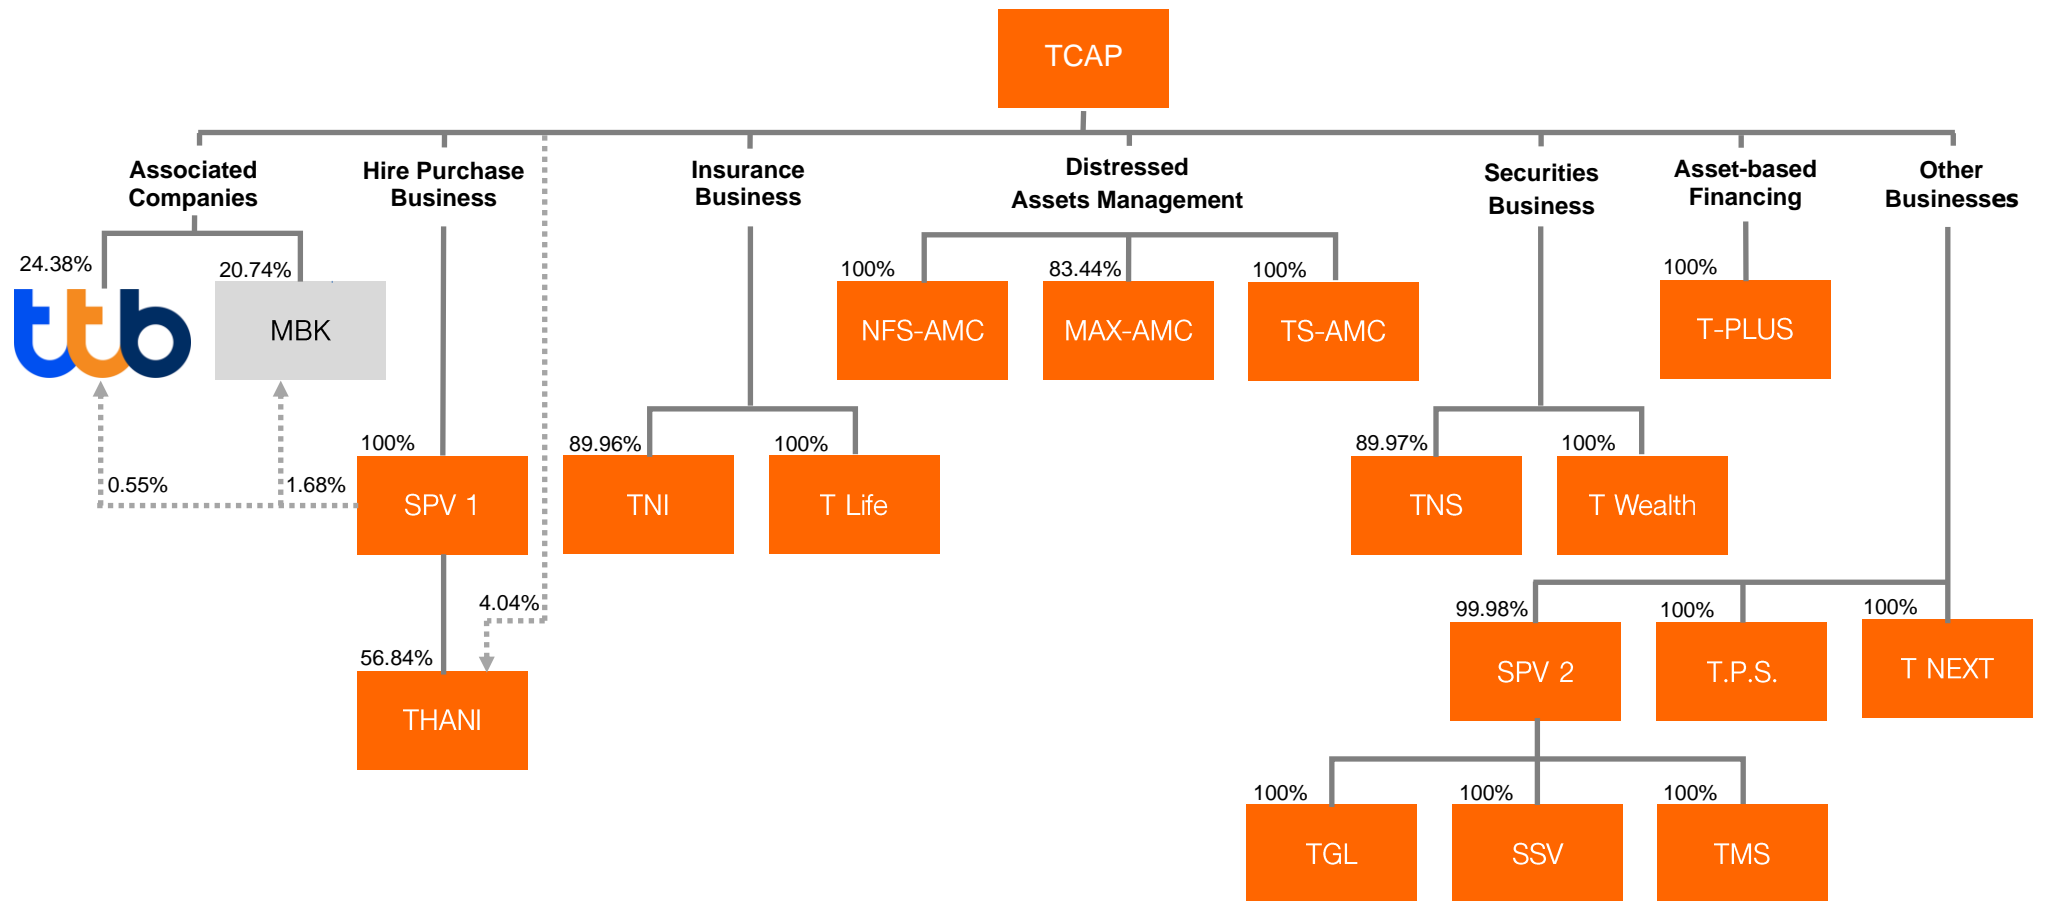 TCAP
Associated
Companies
Hire Purchase
Business
Insurance
Business
Distressed
Assets Management
Securities
Business
Asset-based
Financing
Other
Businesses
24.38%
ttb
20.74%
MBK
100%
NFS-AMC
83.44%
MAX-AMC
100%
TS-AMC
100%
T-PLUS
0.55%
1.68%
100%
SPV 1
89.96%
TNI
100%
T Life
89.97%
TNS
100%
T Wealth
4.04%
56.84%
THANI
99.98%
SPV 2
100%
T.P.S.
100%
T NEXT
100%
TGL
100%
SSV
100%
TMS